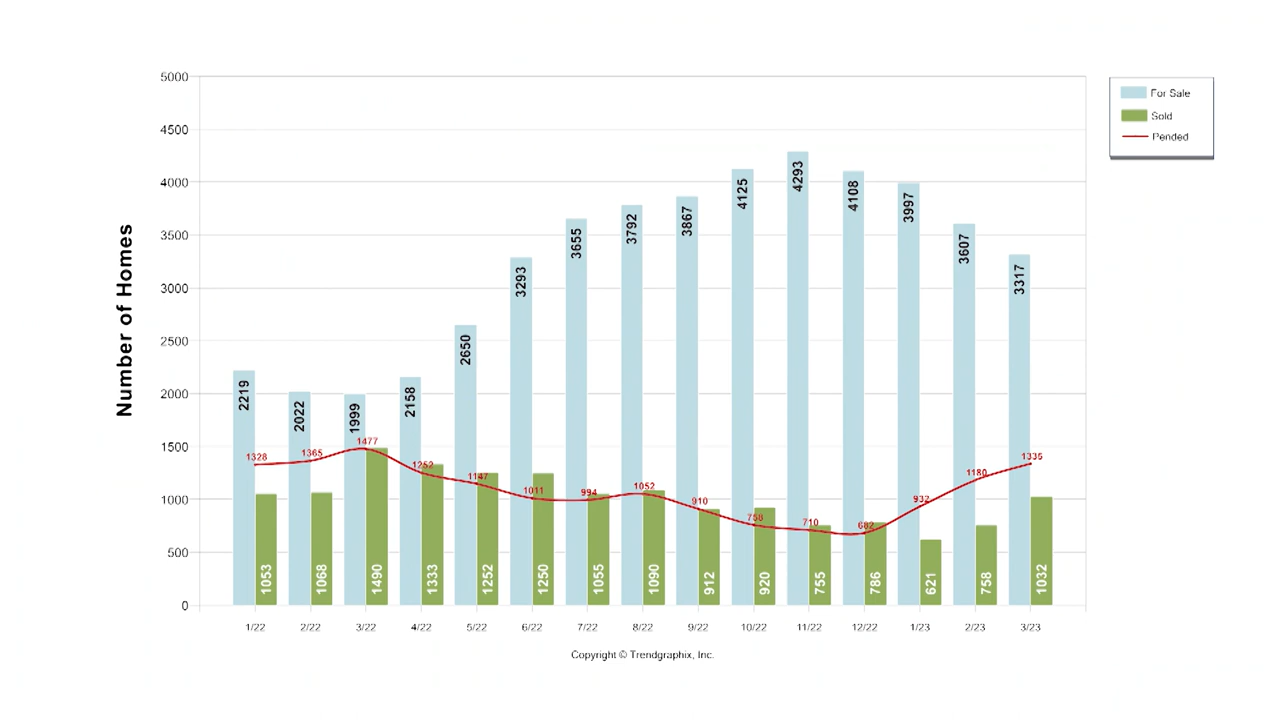 5000
4500
4000
3500
3000
2500
2000
1500
1000
500
0
Number of Homes
2219 2022 1999 2158 2650 3293 3655 3792 3867 4125 4293 4108 3997 3607 3317
1328 1365 1477 1252 1147 1011 994 1052 910 758 710 682 932 1180 1335
1053 1068 1490 1333 1252 1250 1055 1090 912 920 755 786 621 758 1032
1/22 2/22 3/22 4/22 5/22 6/22 7/22 8/22 9/22 10/22 11/22 12/22 1/23 2/23 3/23
Copyright © Trendgraphix, Inc.
For Sale
Sold
Pended